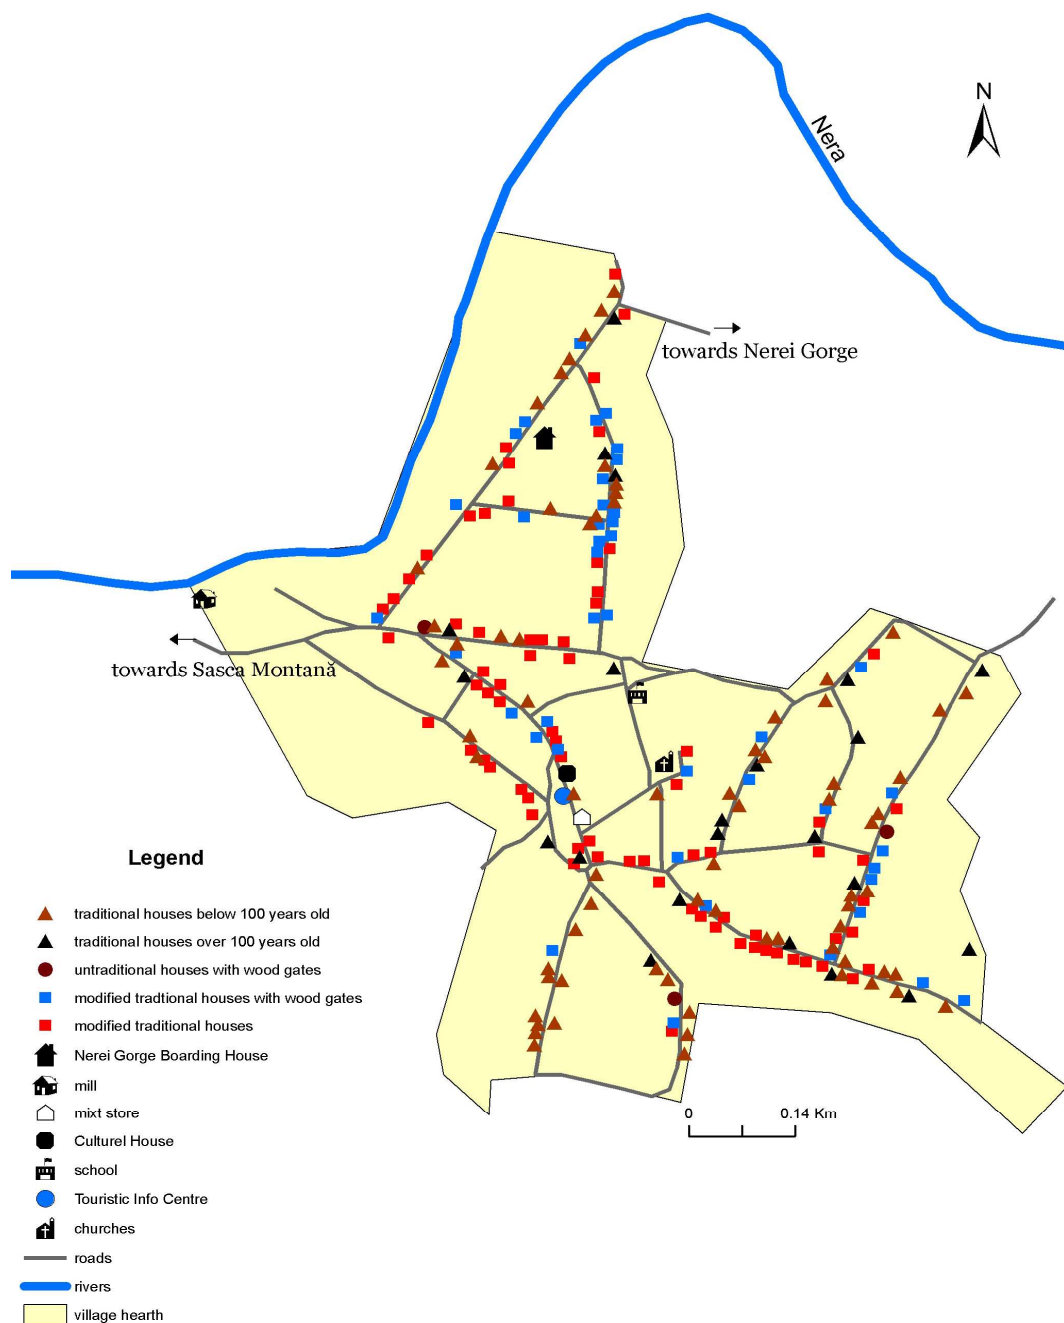 N
Nera
towards Nerei Gorge
towards Sasca Montană
Legend
traditional houses below 100 years old
traditional houses over 100 years old
untraditional houses with wood gates
modified tradtional houses with wood gates
modified traditional houses
Nerei Gorge Boarding House
mill
mixt store
Culturel House
school
Touristic Info Centre
churches
roads
rivers
village hearth
0 0.14 Km